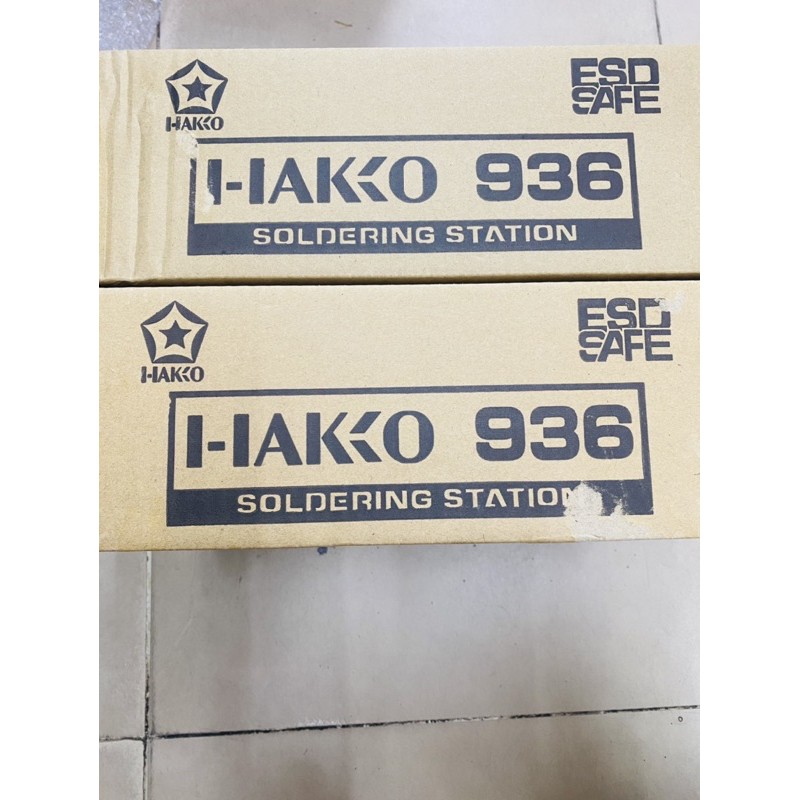 HAKKO
ESD
SAFE
HAKKO 936
SOLDERING STATION
HAKKO
ESD
SAFE
HAKKO 936
SOLDERING STATION